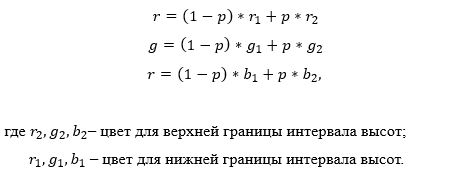 r = (1 − p) ∗ r₁ + p ∗ r₂
g = (1 − p) ∗ g₁ + p ∗ g₂
r = (1 − p) ∗ b₁ + p ∗ b₂,
где r₂, g₂, b₂– цвет для верхней границы интервала высот;
r₁, g₁, b₁ – цвет для нижней границы интервала высот.